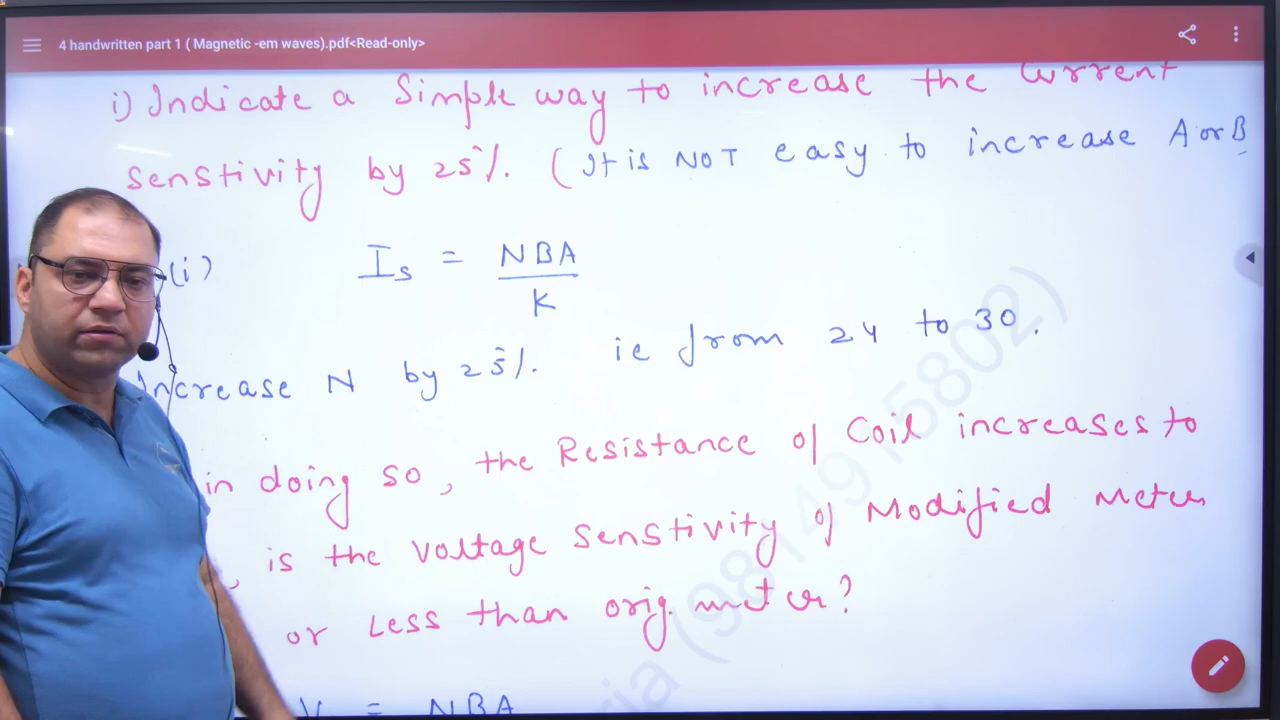 4 handwritten part 1 ( Magnetic -em waves).pdf<Read-only>
i) Indicate a Simple way to increase the Current
Senstivity by 25%. ( It is NOT easy to increase A or B
(i) Is = NBA
K
Increase N by 25%. ie from 24 to 30.
in doing so, the Resistance of Coil increases to
, is the Voltage Senstivity of Modified Meter
or Less than orig. meter?
V = NBA
ria (9814915802)